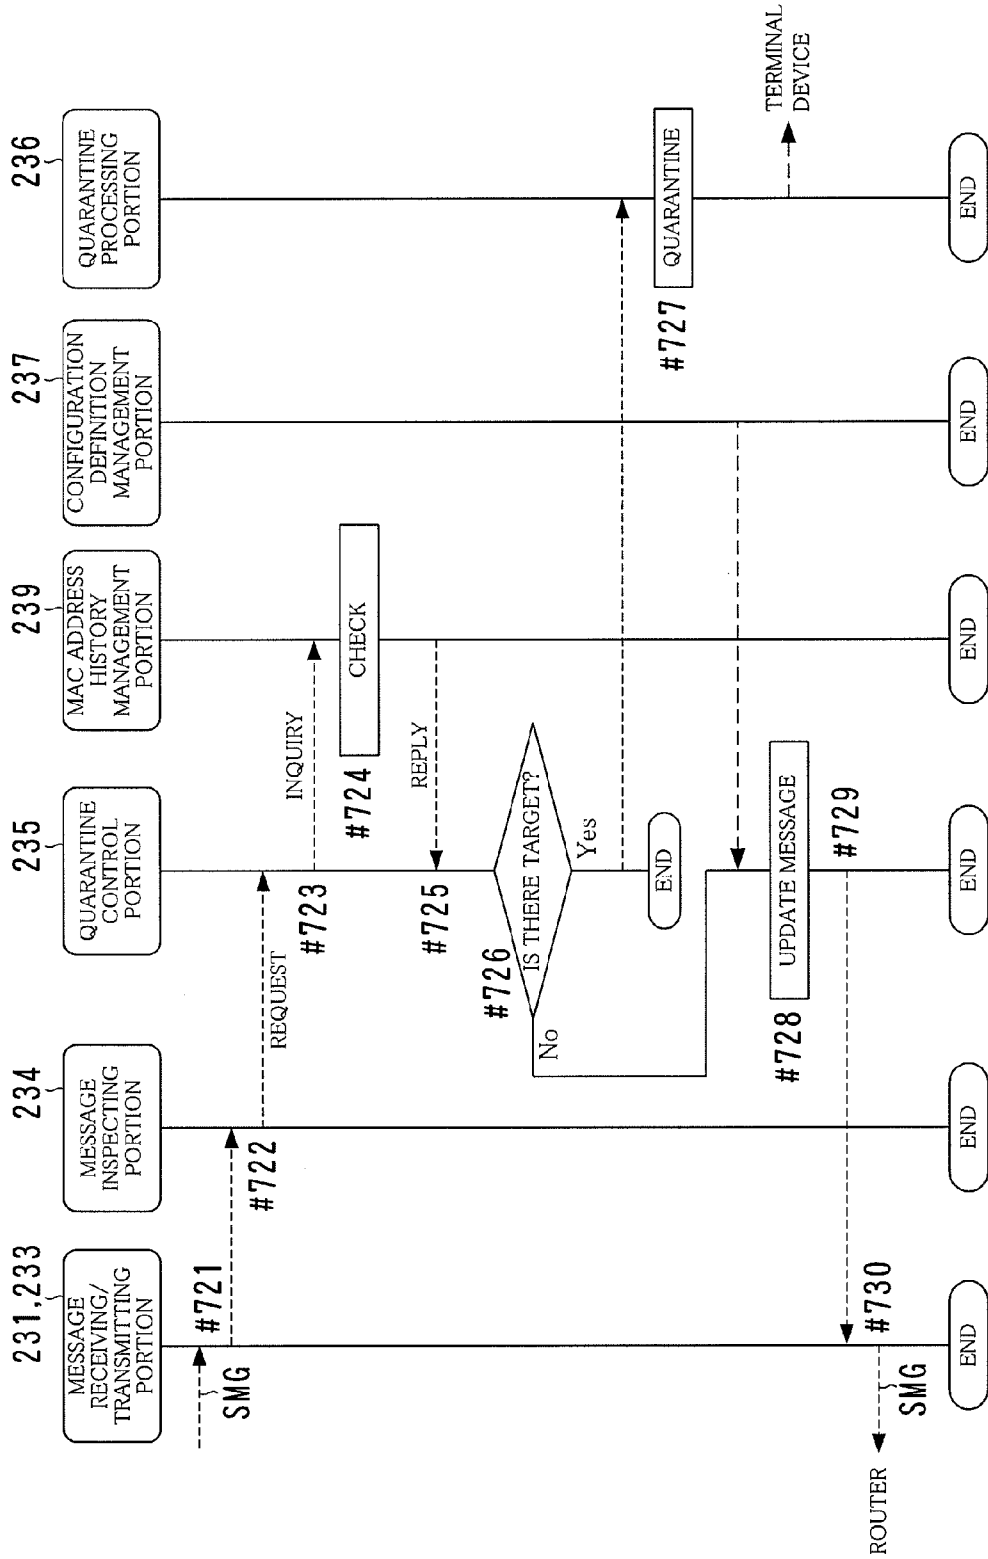 231,233
MESSAGE
RECEIVING/
TRANSMITTING
PORTION
234
MESSAGE
INSPECTING
PORTION
235
QUARANTINE
CONTROL
PORTION
239
MAC ADDRESS
HISTORY
MANAGEMENT
PORTION
237
CONFIGURATION
DEFINITION
MANAGEMENT
PORTION
236
QUARANTINE
PROCESSING
PORTION
SMG
#721
#722
REQUEST
#723
INQUIRY
#724
CHECK
#725
REPLY
#726
IS THERE TARGET?
Yes
No
END
#727
QUARANTINE
#728
UPDATE MESSAGE
TERMINAL
DEVICE
#729
#730
SMG
ROUTER
END
END
END
END
END
END